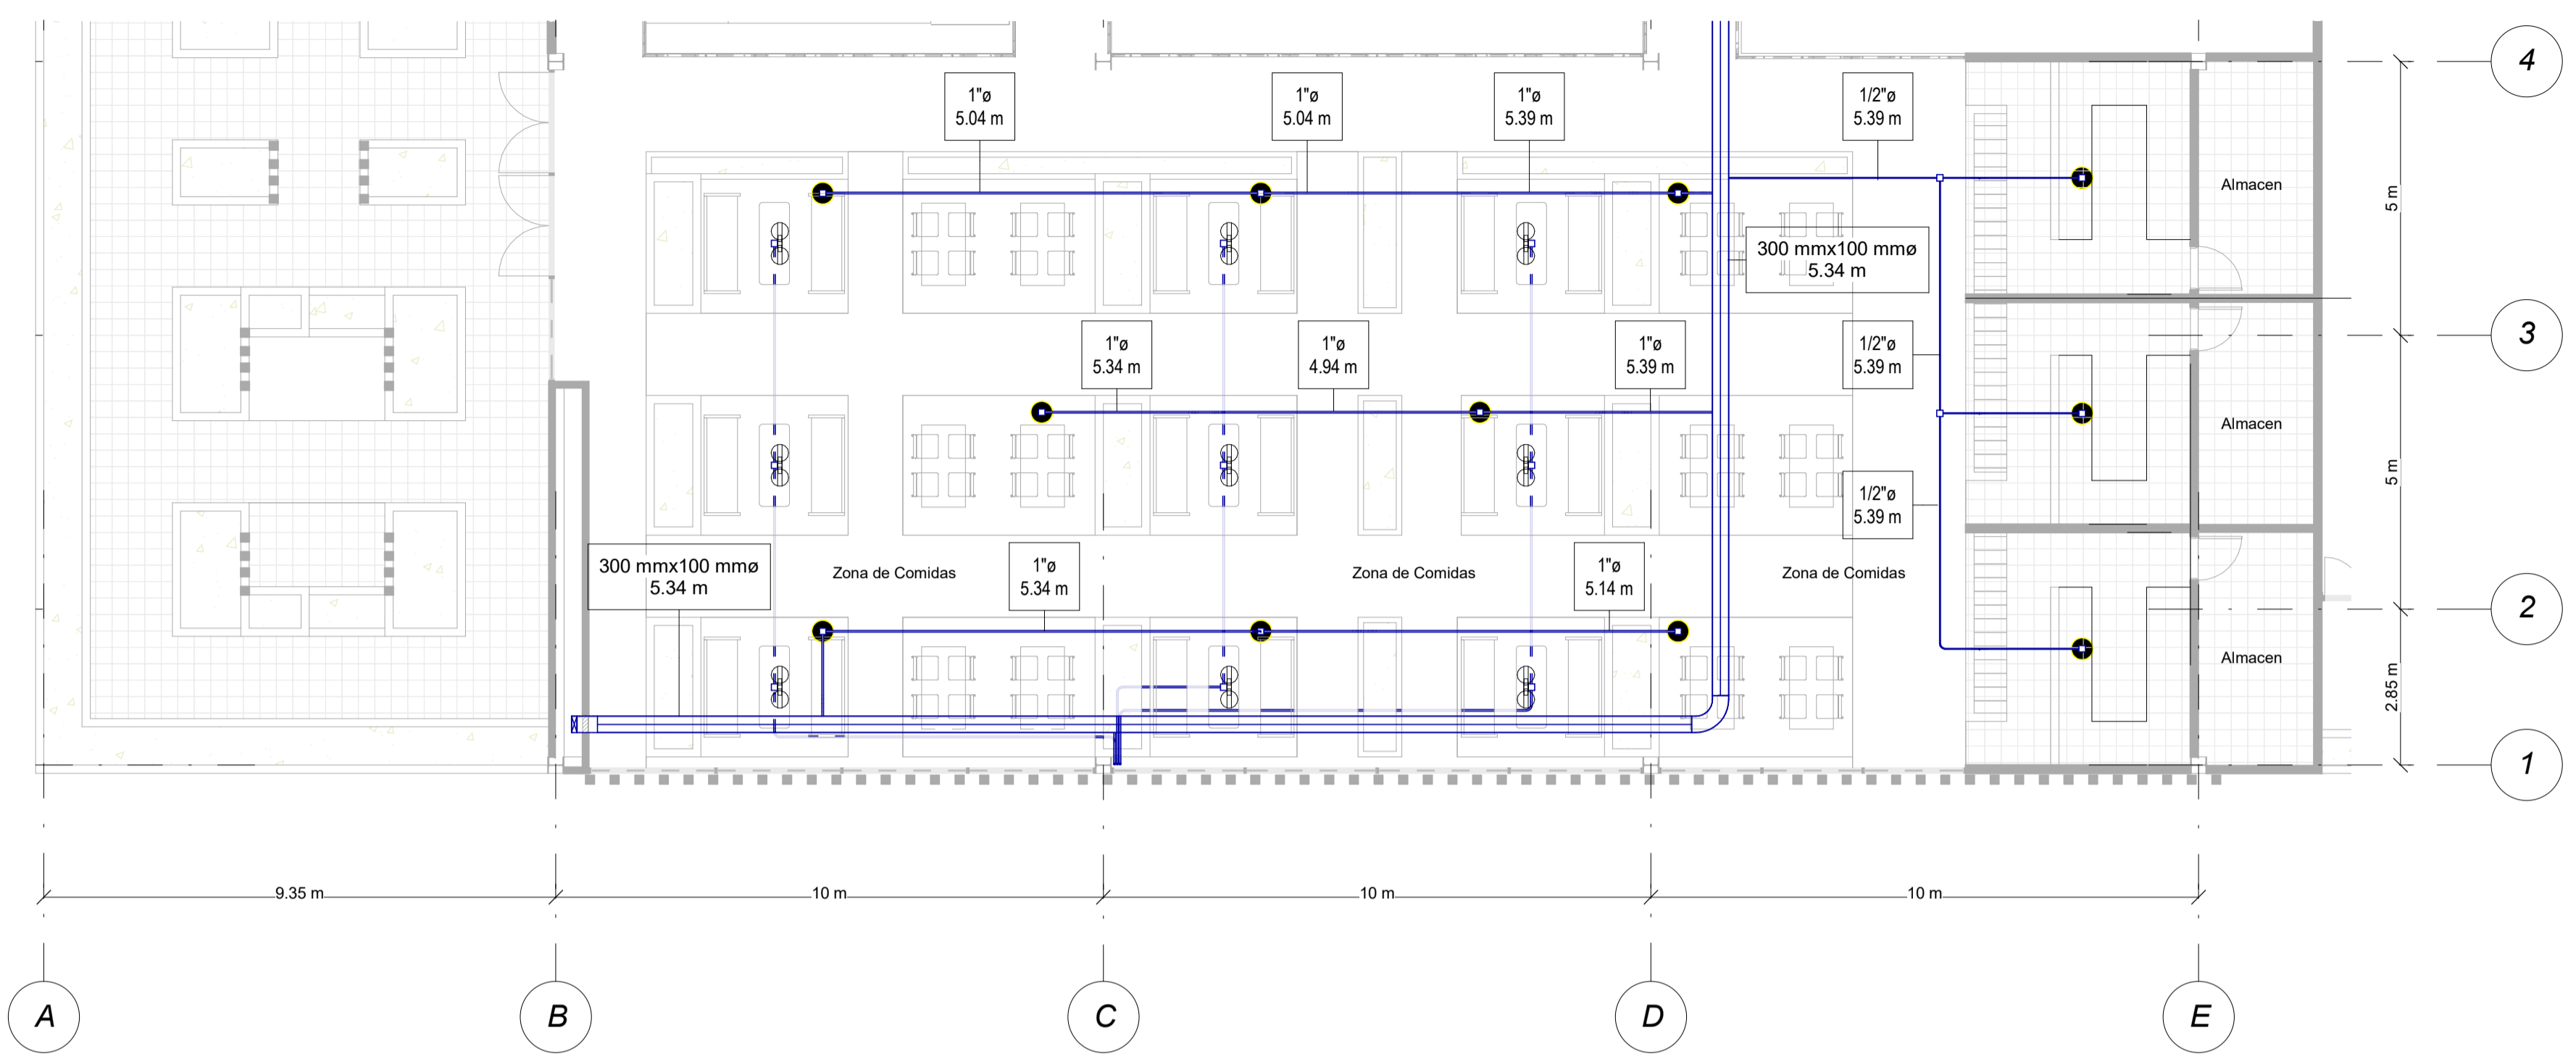 4
1"ø
5.04 m
1"ø
5.04 m
1"ø
5.39 m
1/2"ø
5.39 m
Almacen
5 m
300 mmx100 mmø
5.34 m
3
1"ø
5.34 m
1"ø
4.94 m
1"ø
5.39 m
1/2"ø
5.39 m
Almacen
5 m
1/2"ø
5.39 m
300 mmx100 mmø
5.34 m
Zona de Comidas
1"ø
5.34 m
Zona de Comidas
1"ø
5.14 m
Zona de Comidas
2
Almacen
2.85 m
1
9.35 m
10 m
10 m
10 m
A
B
C
D
E